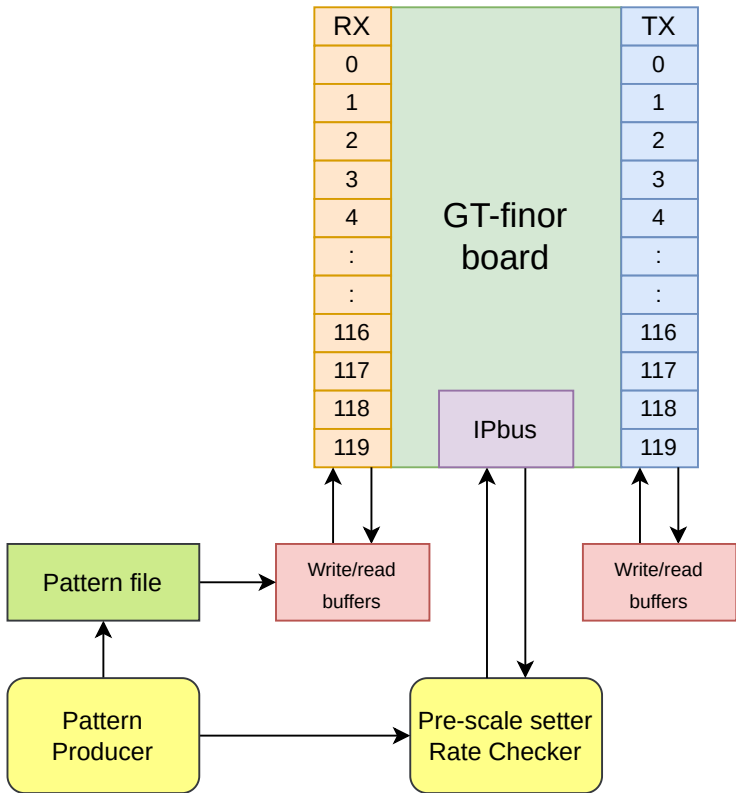 RX
0
1
2
3
4
:
:
116
117
118
119
GT-finor
board
IPbus
TX
0
1
2
3
4
:
:
116
117
118
119
Pattern file
Write/read
buffers
Write/read
buffers
Pattern
Producer
Pre-scale setter
Rate Checker